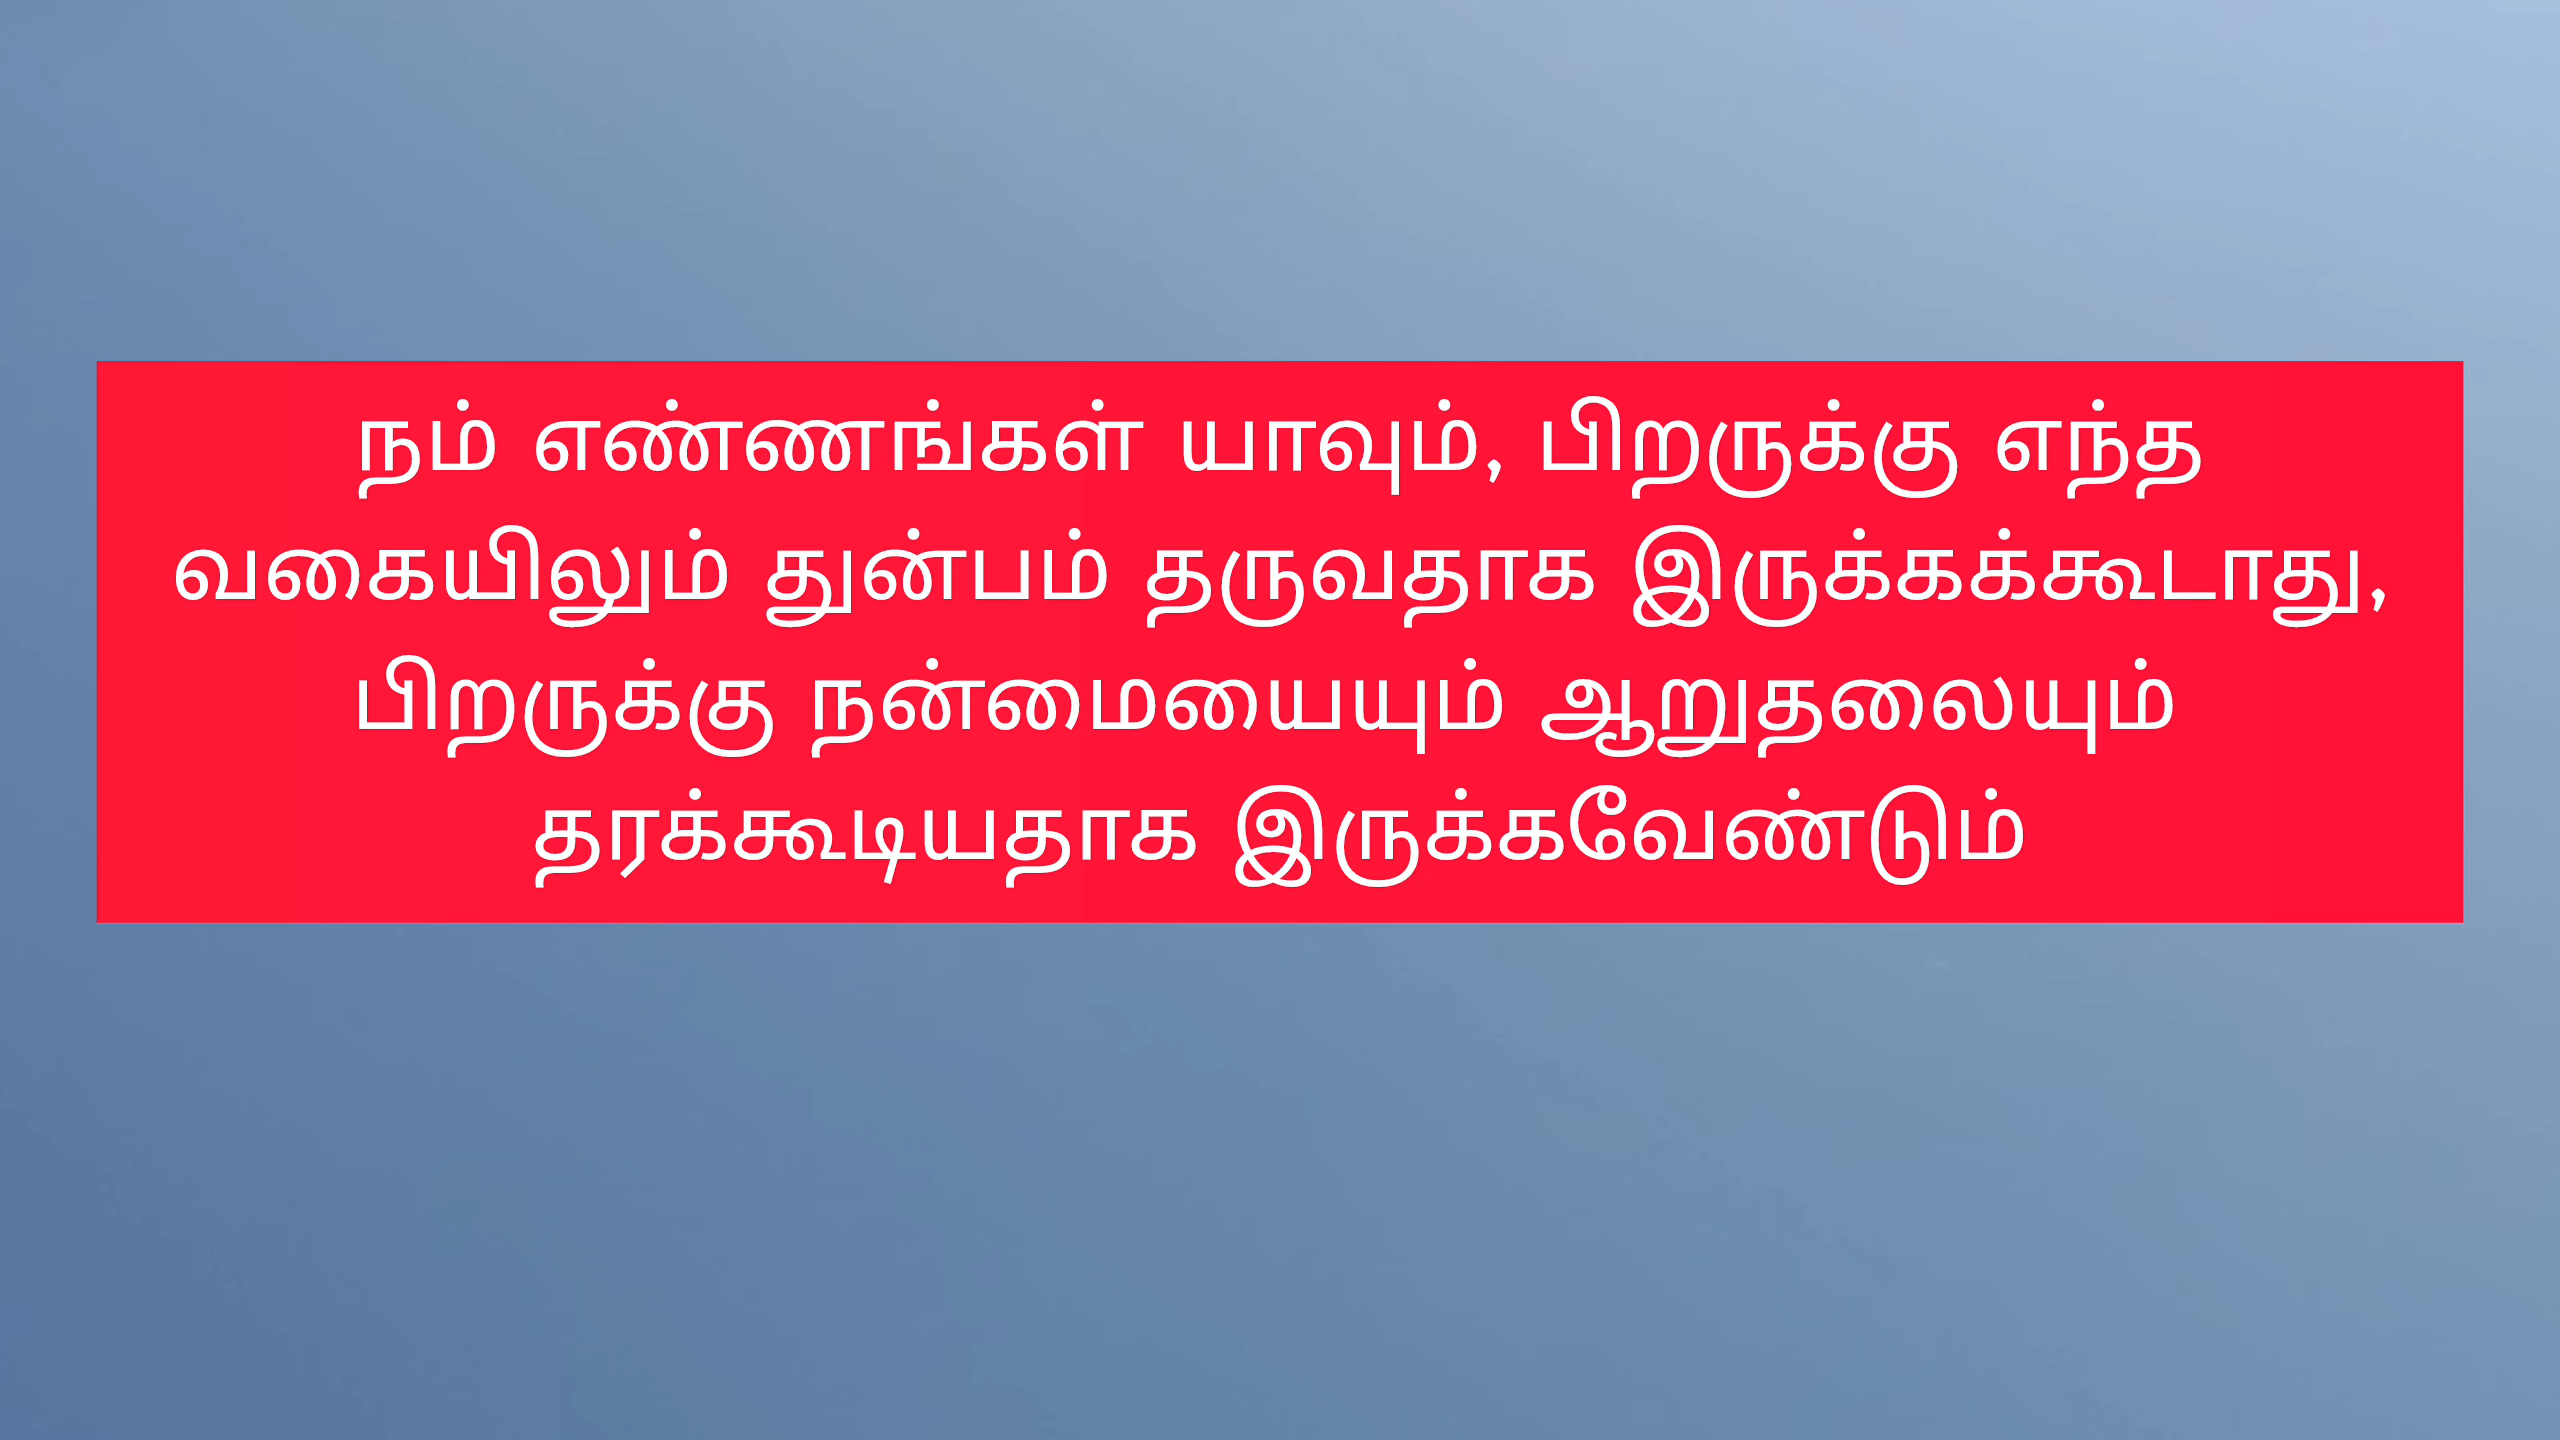 நம் எண்ணங்கள் யாவும், பிறருக்கு எந்த
வகையிலும் துன்பம் தருவதாக இருக்கக்கூடாது,
பிறருக்கு நன்மையையும் ஆறுதலையும்
தரக்கூடியதாக இருக்கவேண்டும்